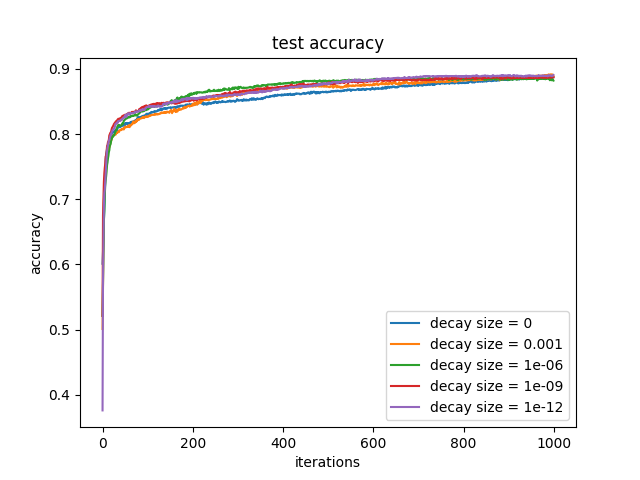 test accuracy
accuracy
0.9
0.8
0.7
0.6
0.5
0.4
0
200
400
600
800
1000
iterations
decay size = 0
decay size = 0.001
decay size = 1e-06
decay size = 1e-09
decay size = 1e-12